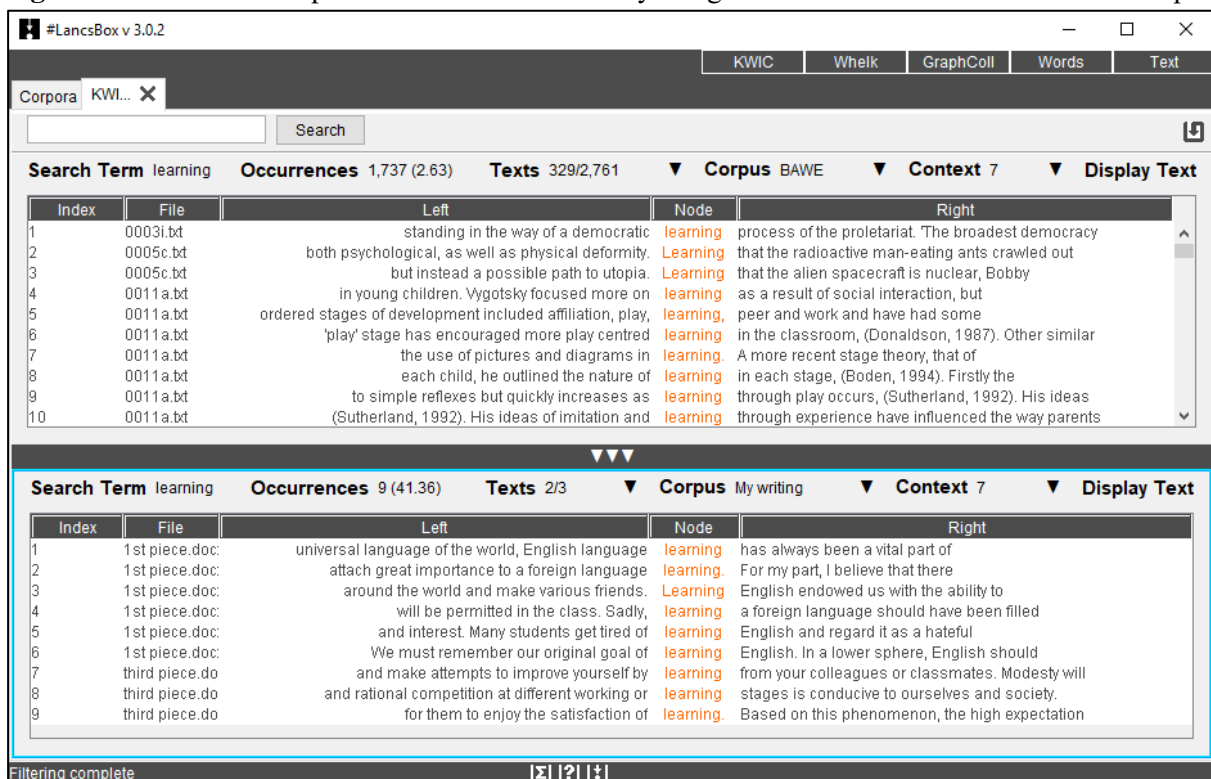 #LancsBox v 3.0.2
KWIC Whelk GraphColl Words Text
Corpora KWI...
Search
Search Term learning Occurrences 1,737 (2.63) Texts 329/2,761 ▼ Corpus BAWE ▼ Context 7 ▼ Display Text
Index File Left Node Right
1 0003i.txt standing in the way of a democratic learning process of the proletariat. 'The broadest democracy
2 0005c.txt both psychological, as well as physical deformity. Learning that the radioactive man-eating ants crawled out
3 0005c.txt but instead a possible path to utopia. Learning that the alien spacecraft is nuclear, Bobby
4 0011a.txt in young children. Vygotsky focused more on learning as a result of social interaction, but
5 0011a.txt ordered stages of development included affiliation, play, learning, peer and work and have had some
6 0011a.txt 'play' stage has encouraged more play centred learning in the classroom, (Donaldson, 1987). Other similar
7 0011a.txt the use of pictures and diagrams in learning. A more recent stage theory, that of
8 0011a.txt each child, he outlined the nature of learning in each stage, (Boden, 1994). Firstly the
9 0011a.txt to simple reflexes but quickly increases as learning through play occurs, (Sutherland, 1992). His ideas
10 0011a.txt (Sutherland, 1992). His ideas of imitation and learning through experience have influenced the way parents
▼▼▼
Search Term learning Occurrences 9 (41.36) Texts 2/3 ▼ Corpus My writing ▼ Context 7 ▼ Display Text
Index File Left Node Right
1 1st piece.doc: universal language of the world, English language learning has always been a vital part of
2 1st piece.doc: attach great importance to a foreign language learning. For my part, I believe that there
3 1st piece.doc: around the world and make various friends. Learning English endowed us with the ability to
4 1st piece.doc: will be permitted in the class. Sadly, learning a foreign language should have been filled
5 1st piece.doc: and interest. Many students get tired of learning English and regard it as a hateful
6 1st piece.doc: We must remember our original goal of learning English. In a lower sphere, English should
7 third piece.do and make attempts to improve yourself by learning from your colleagues or classmates. Modesty will
8 third piece.do and rational competition at different working or learning stages is conducive to ourselves and society.
9 third piece.do for them to enjoy the satisfaction of learning. Based on this phenomenon, the high expectation
Filtering complete |Σ| |?| |‡|